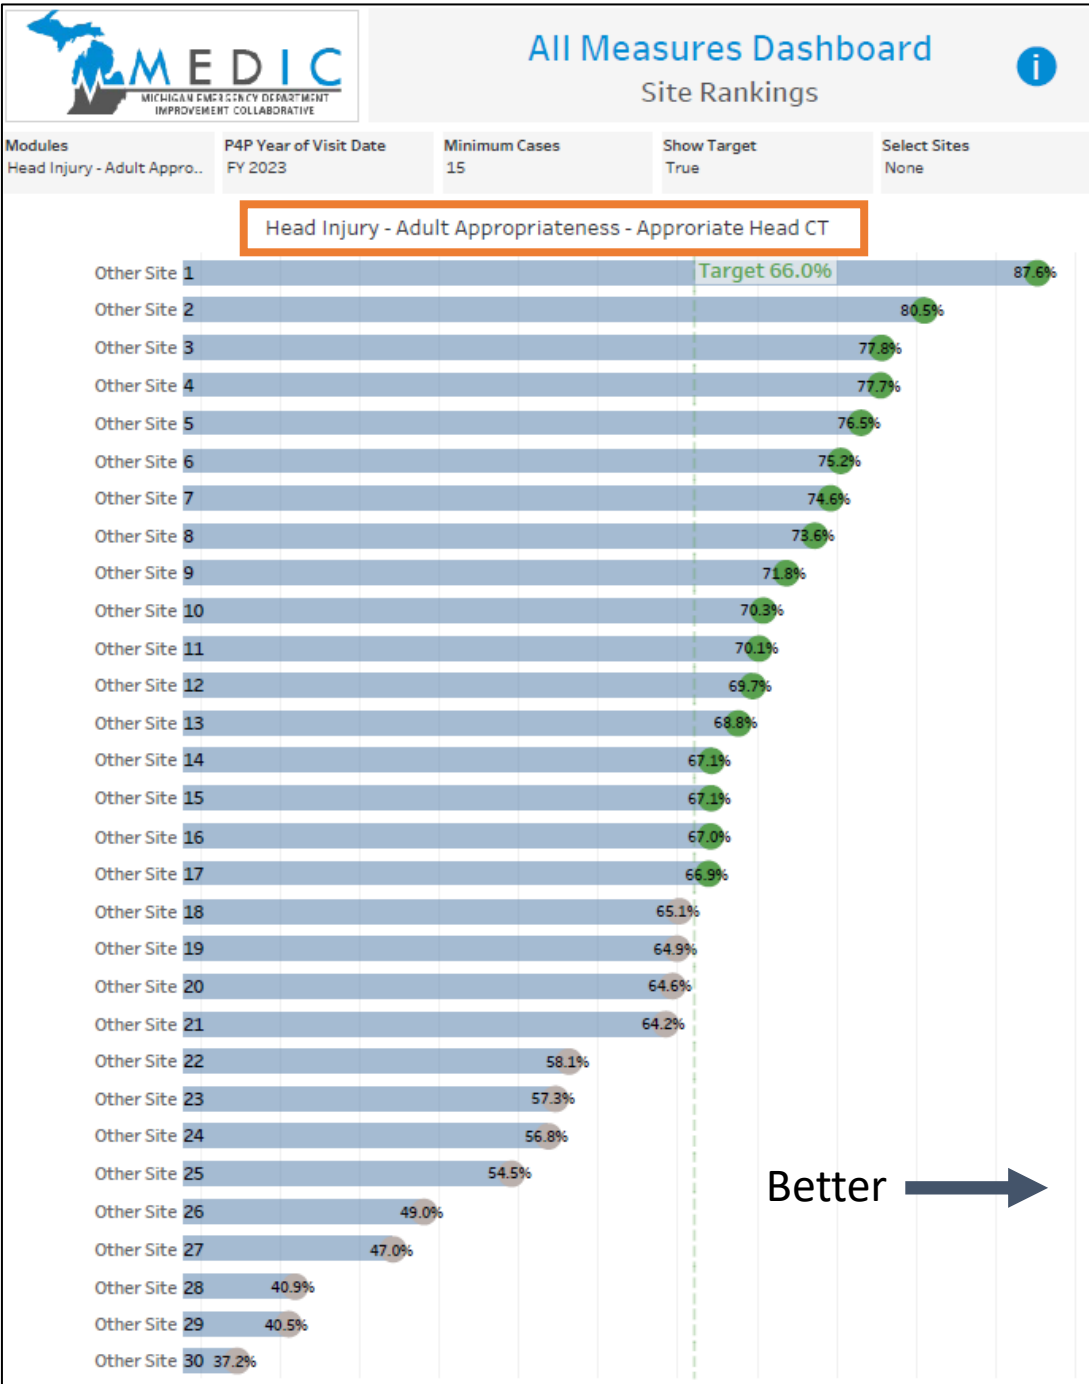 MEDIC
MICHIGAN EMERGENCY DEPARTMENT
IMPROVEMENT COLLABORATIVE
All Measures Dashboard
Site Rankings
i
Modules
Head Injury - Adult Appro..
P4P Year of Visit Date
FY 2023
Minimum Cases
15
Show Target
True
Select Sites
None
Head Injury - Adult Appropriateness - Approriate Head CT
Target 66.0%
Other Site 1 87.6%
Other Site 2 80.5%
Other Site 3 77.8%
Other Site 4 77.7%
Other Site 5 76.5%
Other Site 6 75.2%
Other Site 7 74.6%
Other Site 8 73.6%
Other Site 9 71.8%
Other Site 10 70.3%
Other Site 11 70.1%
Other Site 12 69.7%
Other Site 13 68.8%
Other Site 14 67.1%
Other Site 15 67.1%
Other Site 16 67.0%
Other Site 17 66.9%
Other Site 18 65.1%
Other Site 19 64.9%
Other Site 20 64.6%
Other Site 21 64.2%
Other Site 22 58.1%
Other Site 23 57.3%
Other Site 24 56.8%
Other Site 25 54.5%
Better
Other Site 26 49.0%
Other Site 27 47.0%
Other Site 28 40.9%
Other Site 29 40.5%
Other Site 30 37.2%